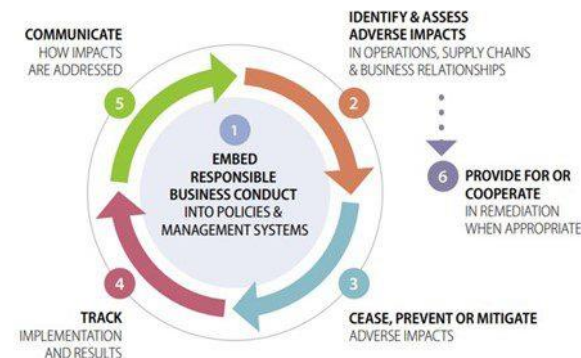 1
EMBED
RESPONSIBLE
BUSINESS CONDUCT
INTO POLICIES &
MANAGEMENT SYSTEMS
2
IDENTIFY & ASSESS
ADVERSE IMPACTS
IN OPERATIONS, SUPPLY CHAINS
& BUSINESS RELATIONSHIPS
3
CEASE, PREVENT OR MITIGATE
ADVERSE IMPACTS
4
TRACK
IMPLEMENTATION
AND RESULTS
5
COMMUNICATE
HOW IMPACTS
ARE ADDRESSED
6
PROVIDE FOR OR
COOPERATE
IN REMEDIATION
WHEN APPROPRIATE